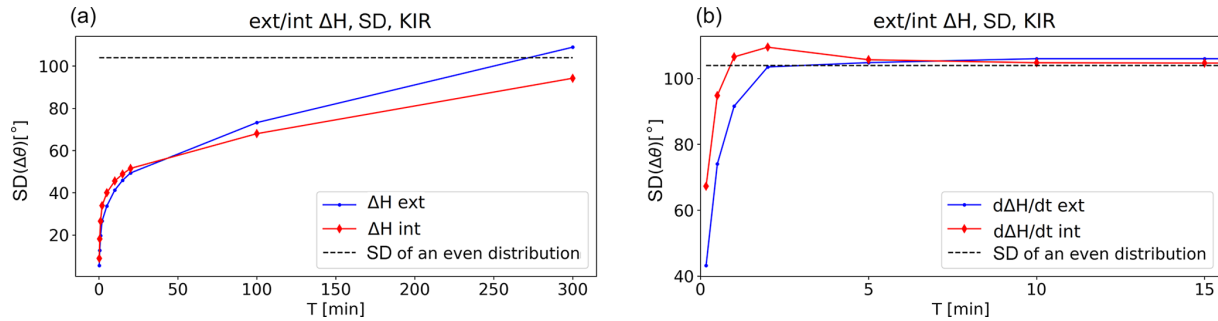 (a)
ext/int ΔH, SD, KIR
SD(Δθ)[°]
100
80
60
40
20
0
50
100
150
200
250
300
T [min]
ΔH ext
ΔH int
SD of an even distribution
(b)
ext/int ΔH, SD, KIR
SD(Δθ)[°]
100
80
60
40
0
5
10
15
T [min]
dΔH/dt ext
dΔH/dt int
SD of an even distribution